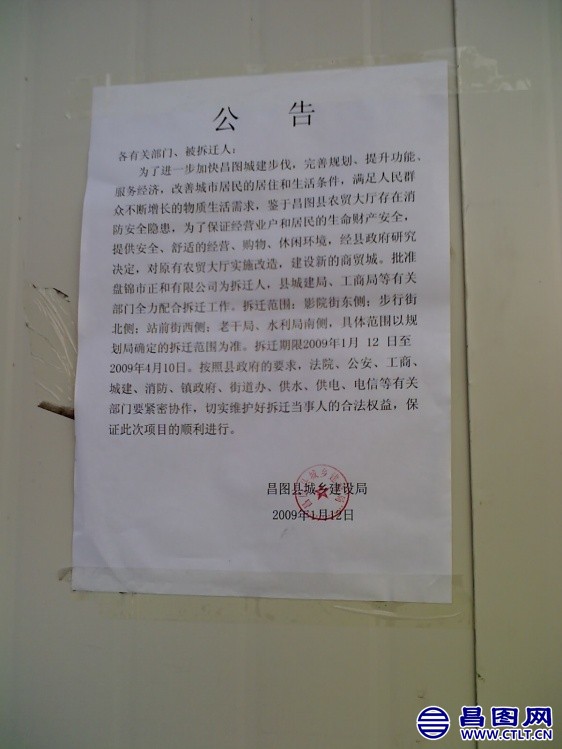 公 告
各有关部门、被拆迁人：
为了进一步加快昌图城建步伐，完善规划、提升功能、
服务经济，改善城市居民的居住和生活条件，满足人民群
众不断增长的物质生活需求，鉴于昌图县农贸大厅存在消
防安全隐患，为了保证经营业户和居民的生命财产安全，
提供安全、舒适的经营、购物、休闲环境，经县政府研究
决定，对原有农贸大厅实施改造，建设新的商贸城。批准
盘锦市正和有限公司为拆迁人，县城建局、工商局等有关
部门全力配合拆迁工作。拆迁范围：影院街东侧；步行街
北侧；站前街西侧；老干局、水利局南侧，具体范围以规
划局确定的拆迁范围为准。拆迁期限2009年1月 12 日至
2009年4月10日。按照县政府的要求，法院、公安、工商、
城建、消防、镇政府、街道办、供水、供电、电信等有关
部门要紧密协作，切实维护好拆迁当事人的合法权益，保
证此次项目的顺利进行。
昌图县城乡建设局
2009年1月12日
昌图网
WWW.CTLT.CN